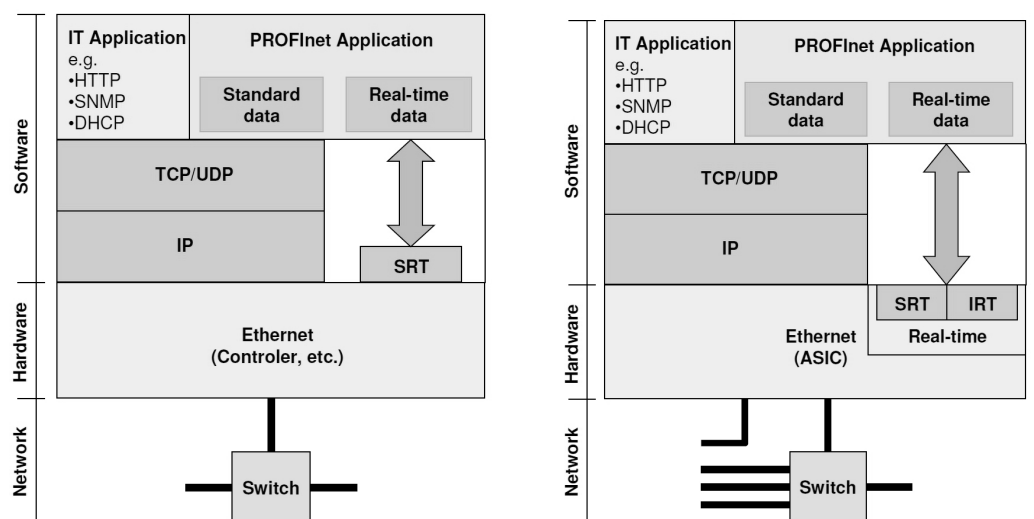 Software
Hardware
Network
IT Application
e.g.
•HTTP
•SNMP
•DHCP
PROFInet Application
Standard
data
Real-time
data
TCP/UDP
IP
SRT
Ethernet
(Controler, etc.)
Switch
Software
Hardware
Network
IT Application
e.g.
•HTTP
•SNMP
•DHCP
PROFInet Application
Standard
data
Real-time
data
TCP/UDP
IP
SRT
IRT
Real-time
Ethernet
(ASIC)
Switch